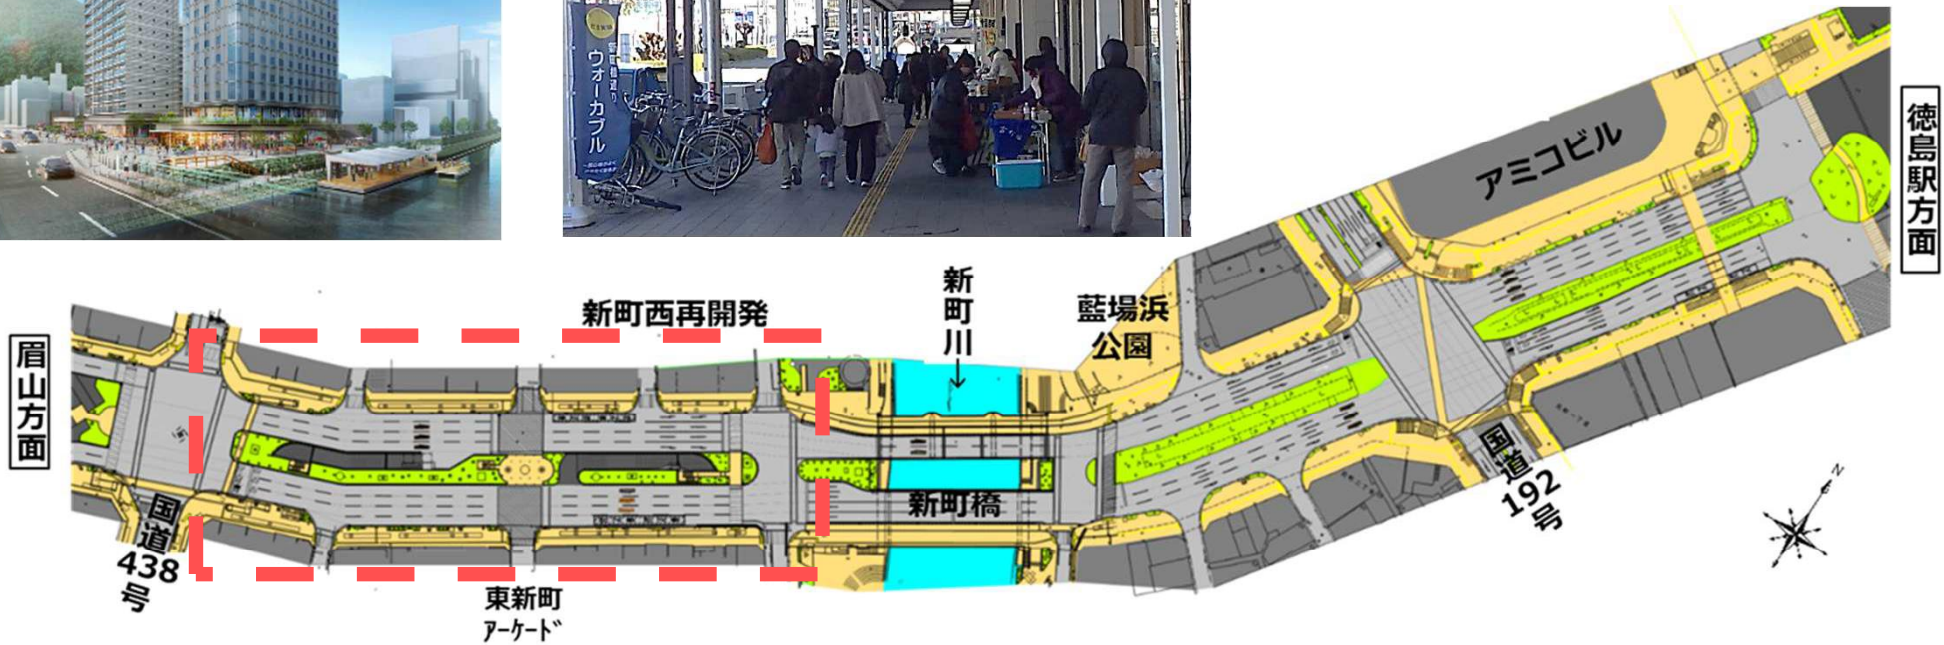 ウォーカブル
徳島駅方面
アミコビル
新町川
藍場浜
公園
新町西再開発
眉山方面
国道
192
号
新町橋
国道
438
号
東新町
ｱｰｹｰﾄﾞ
N